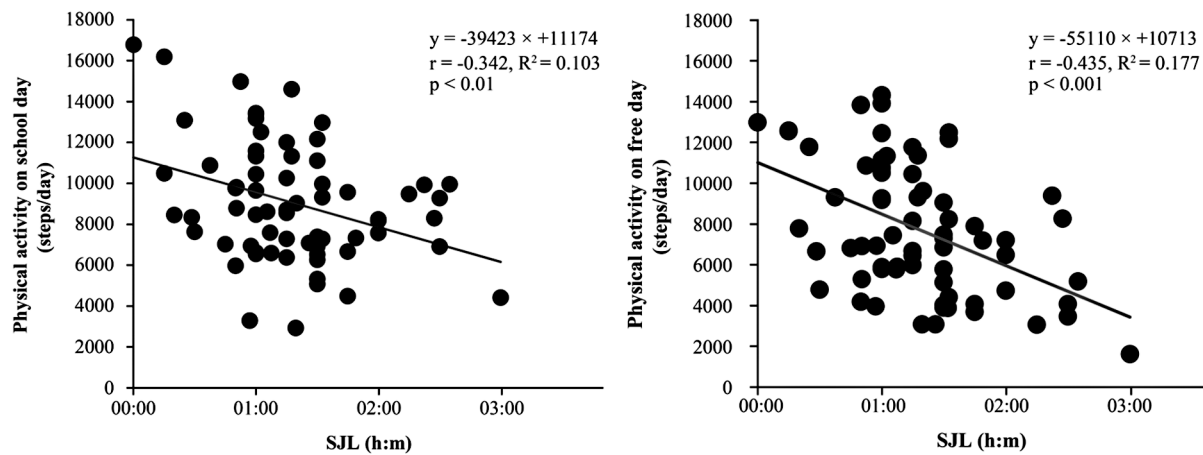 18000
16000
14000
12000
10000
8000
6000
4000
2000
0
00:00 01:00 02:00 03:00
SJL (h:m)
Physical activity on school day
(steps/day)
y = -39423 × +11174
r = -0.342, R² = 0.103
p < 0.01
18000
16000
14000
12000
10000
8000
6000
4000
2000
0
00:00 01:00 02:00 03:00
SJL (h:m)
Physical activity on free day
(steps/day)
y = -55110 × +10713
r = -0.435, R² = 0.177
p < 0.001